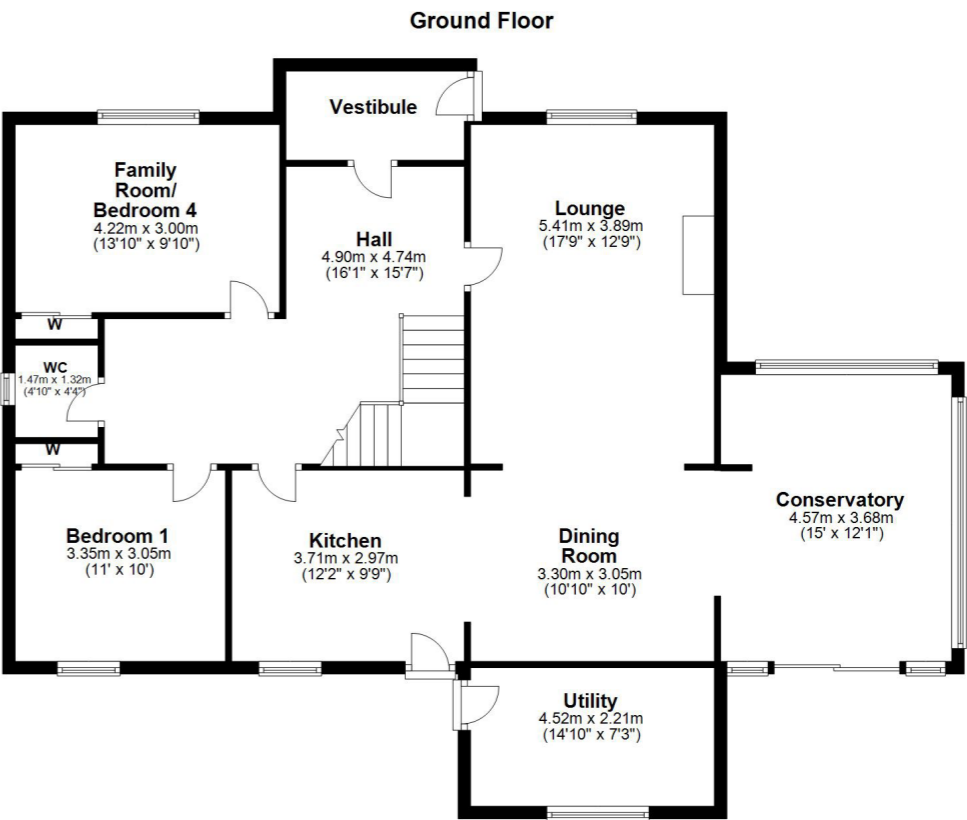 Ground Floor
Vestibule
Family
Room/
Bedroom 4
4.22m x 3.00m
(13'10" x 9'10")
Hall
4.90m x 4.74m
(16'1" x 15'7")
Lounge
5.41m x 3.89m
(17'9" x 12'9")
W
WC
1.47m x 1.32m
(4'10" x 4'4")
W
Bedroom 1
3.35m x 3.05m
(11' x 10')
Kitchen
3.71m x 2.97m
(12'2" x 9'9")
Dining
Room
3.30m x 3.05m
(10'10" x 10')
Conservatory
4.57m x 3.68m
(15' x 12'1")
Utility
4.52m x 2.21m
(14'10" x 7'3")